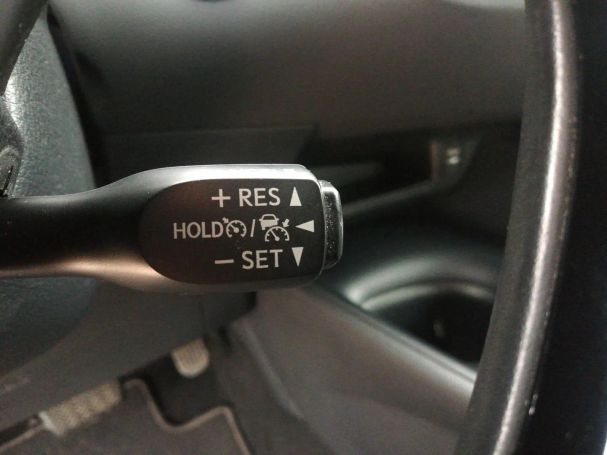 + RES ▲
HOLD / ◀
− SET ▼